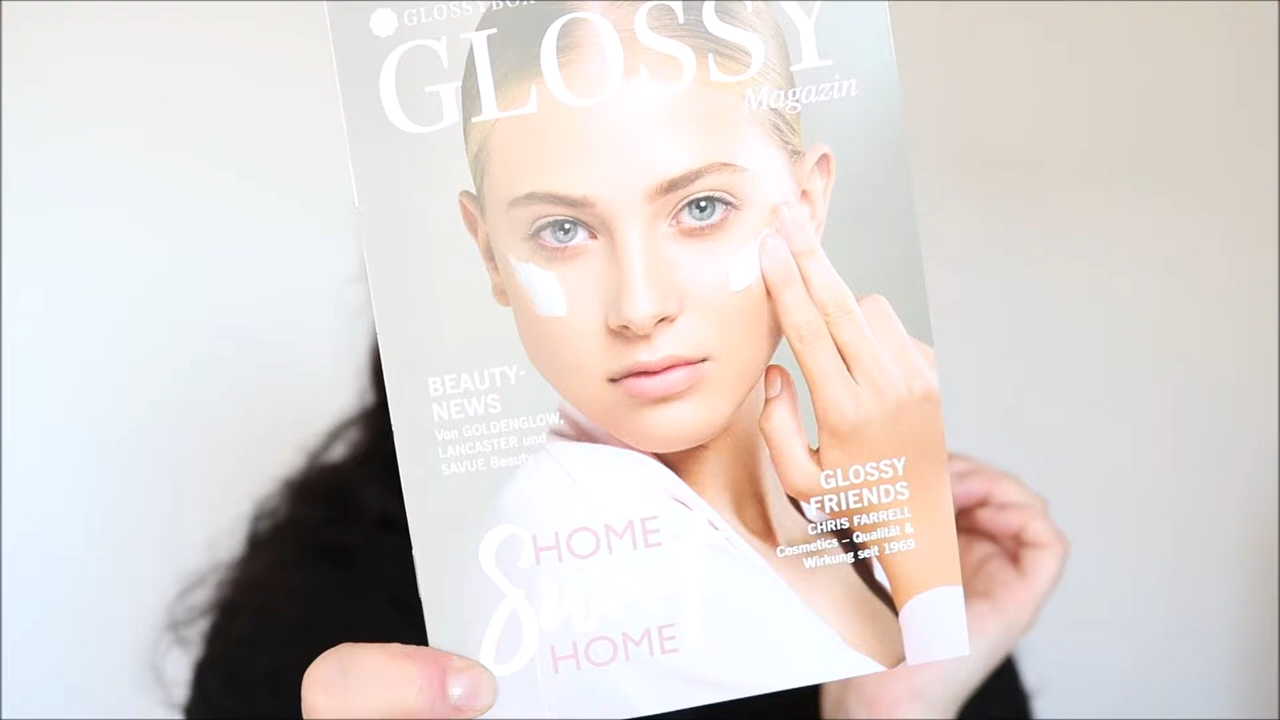 GLOSSYBOX
GLOSSY
Magazin
BEAUTY-
NEWS
Von GOLDENGLOW,
LANCASTER und
SAVUE Beauty
HOME
HOME
GLOSSY
FRIENDS
CHRIS FARRELL
Cosmetics – Qualität &
Wirkung seit 1969